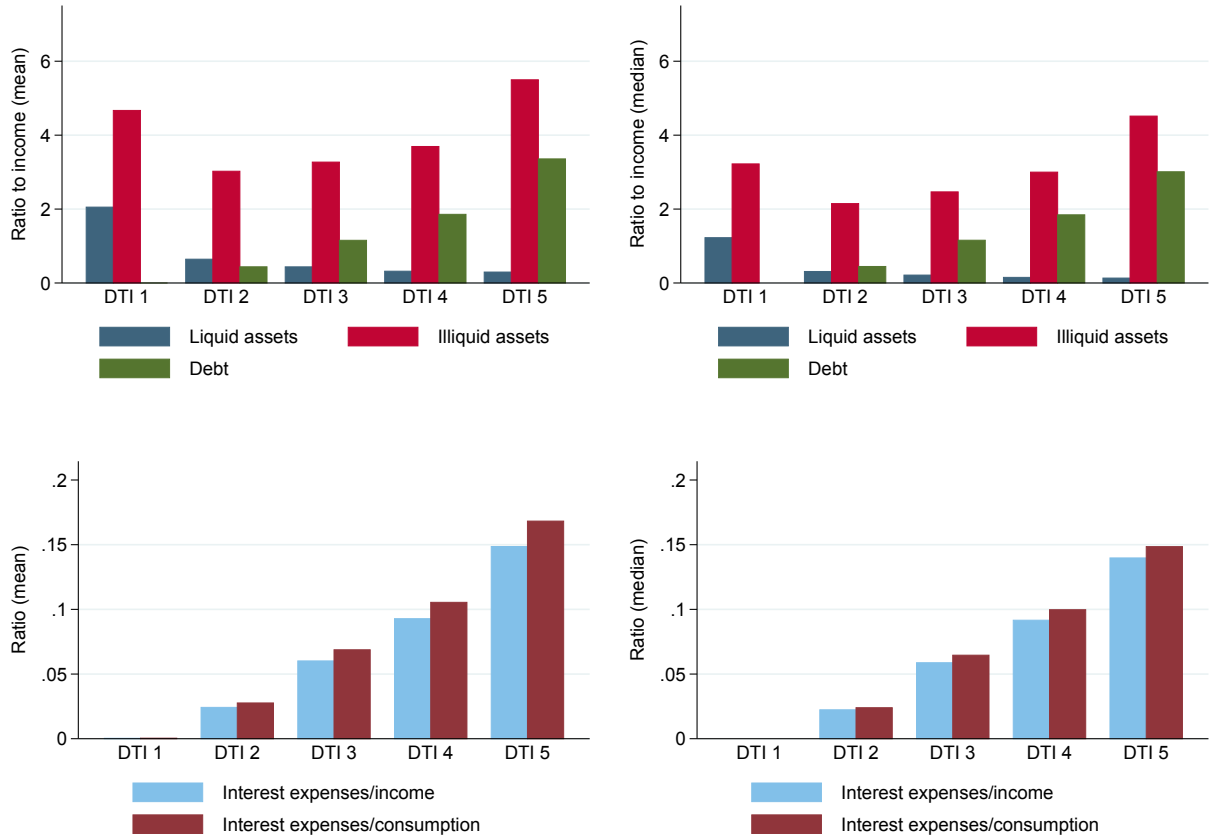 Ratio to income (mean)
6
4
2
0
DTI 1 DTI 2 DTI 3 DTI 4 DTI 5
Liquid assets Illiquid assets
Debt
Ratio to income (median)
6
4
2
0
DTI 1 DTI 2 DTI 3 DTI 4 DTI 5
Liquid assets Illiquid assets
Debt
Ratio (mean)
.2
.15
.1
.05
0
DTI 1 DTI 2 DTI 3 DTI 4 DTI 5
Interest expenses/income
Interest expenses/consumption
Ratio (median)
.2
.15
.1
.05
0
DTI 1 DTI 2 DTI 3 DTI 4 DTI 5
Interest expenses/income
Interest expenses/consumption